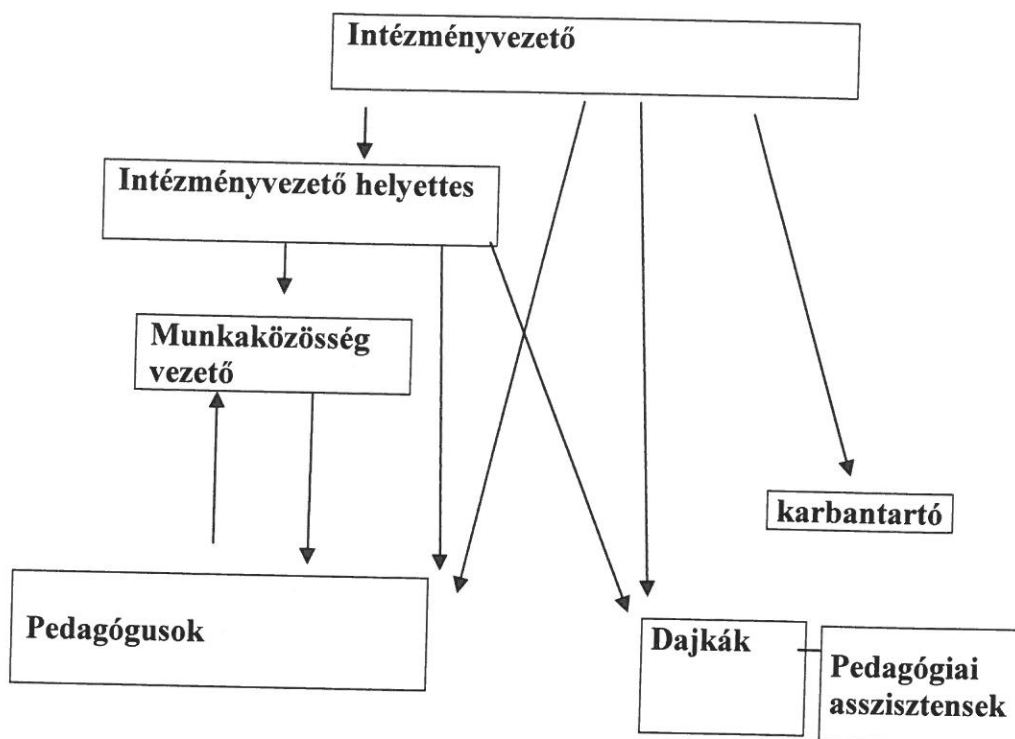 Intézményvezető
Intézményvezető helyettes
Munkaközösség
vezető
karbantartó
Pedagógusok
Dajkák
Pedagógiai
asszisztensek